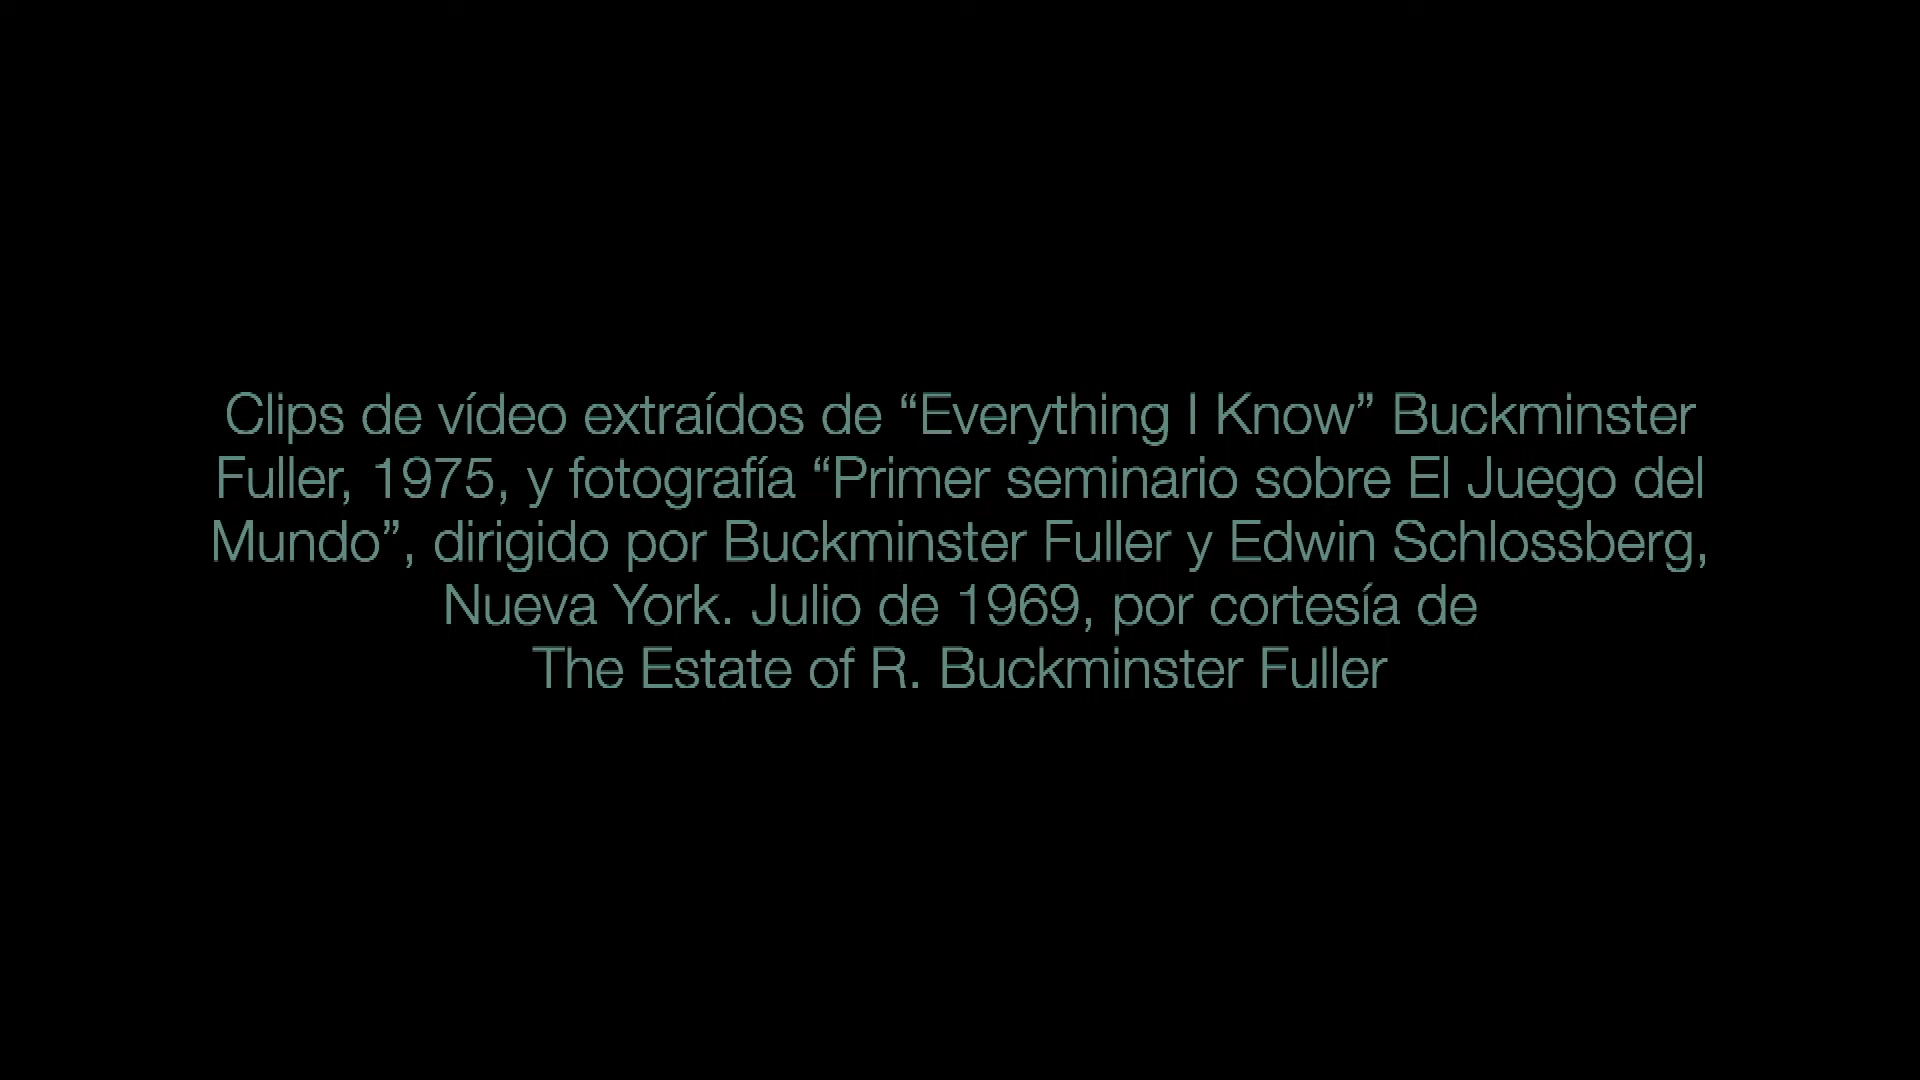 Clips de vídeo extraídos de “Everything I Know” Buckminster
Fuller, 1975, y fotografía “Primer seminario sobre El Juego del
Mundo”, dirigido por Buckminster Fuller y Edwin Schlossberg,
Nueva York. Julio de 1969, por cortesía de
The Estate of R. Buckminster Fuller